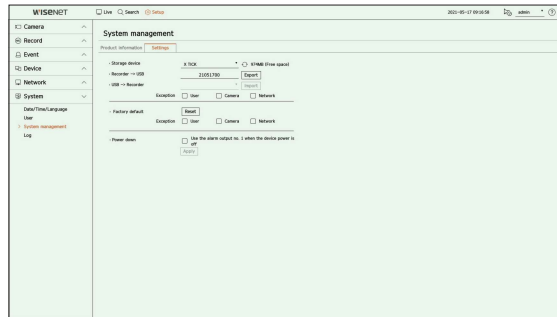 WISENET
Live Search Setup 2021-05-17 09:16:58 admin
Camera
Record
Event
Device
Network
System
Date/Time/Language
User
System management
Log
System management
Product information Settings
Storage device X TICK (Free space)
Recorder -> USB 21051700 Export
USB -> Recorder Import
Exception User Camera Network
Factory default Reset
Exception User Camera Network
Power down Use the alarm output no. 1 when the device power is
off
Apply